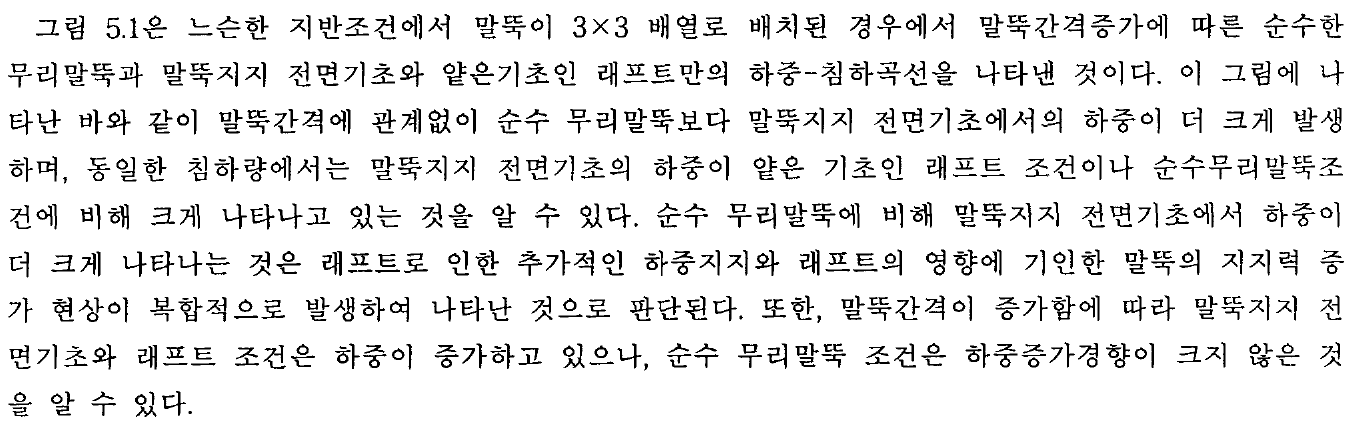 그림 5.1은 느슨한 지반조건에서 말뚝이 3×3 배열로 배치된 경우에서 말뚝간격증가에 따른 순수한
무리말뚝과 말뚝지지 전면기초와 얕은기초인 래프트만의 하중-침하곡선을 나타낸 것이다. 이 그림에 나
타난 바와 같이 말뚝간격에 관계없이 순수 무리말뚝보다 말뚝지지 전면기초에서의 하중이 더 크게 발생
하며, 동일한 침하량에서는 말뚝지지 전면기초의 하중이 얕은 기초인 래프트 조건이나 순수무리말뚝조
건에 비해 크게 나타나고 있는 것을 알 수 있다. 순수 무리말뚝에 비해 말뚝지지 전면기초에서 하중이
더 크게 나타나는 것은 래프트로 인한 추가적인 하중지지와 래프트의 영향에 기인한 말뚝의 지지력 증
가 현상이 복합적으로 발생하여 나타난 것으로 판단된다. 또한, 말뚝간격이 증가함에 따라 말뚝지지 전
면기초와 래프트 조건은 하중이 증가하고 있으나, 순수 무리말뚝 조건은 하중증가경향이 크지 않은 것
을 알 수 있다.